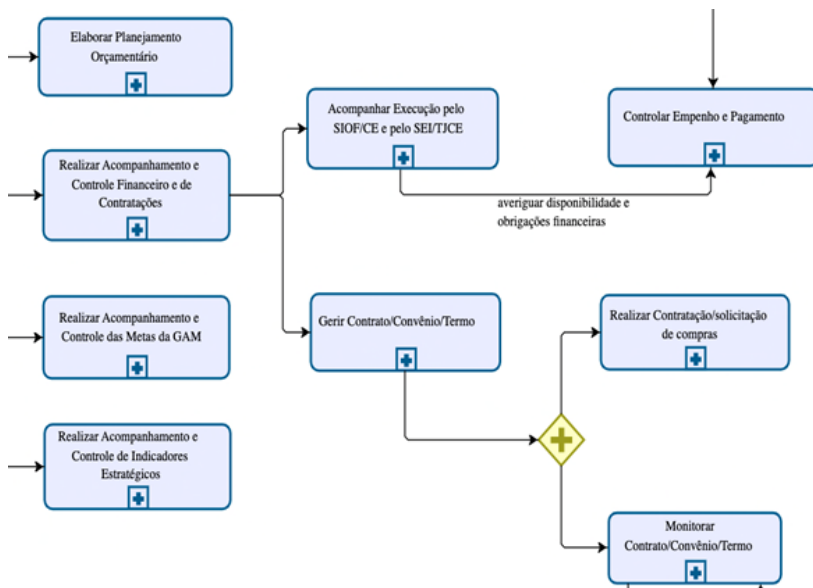 Elaborar Planejamento
Orçamentário
Acompanhar Execução pelo
SIOF/CE e pelo SEI/TJCE
Controlar Empenho e Pagamento
Realizar Acompanhamento e
Controle Financeiro e de
Contratações
averiguar disponibilidade e
obrigações financeiras
Realizar Acompanhamento e
Controle das Metas da GAM
Gerir Contrato/Convênio/Termo
Realizar Contratação/solicitação
de compras
Realizar Acompanhamento e
Controle de Indicadores
Estratégicos
Monitorar
Contrato/Convênio/Termo